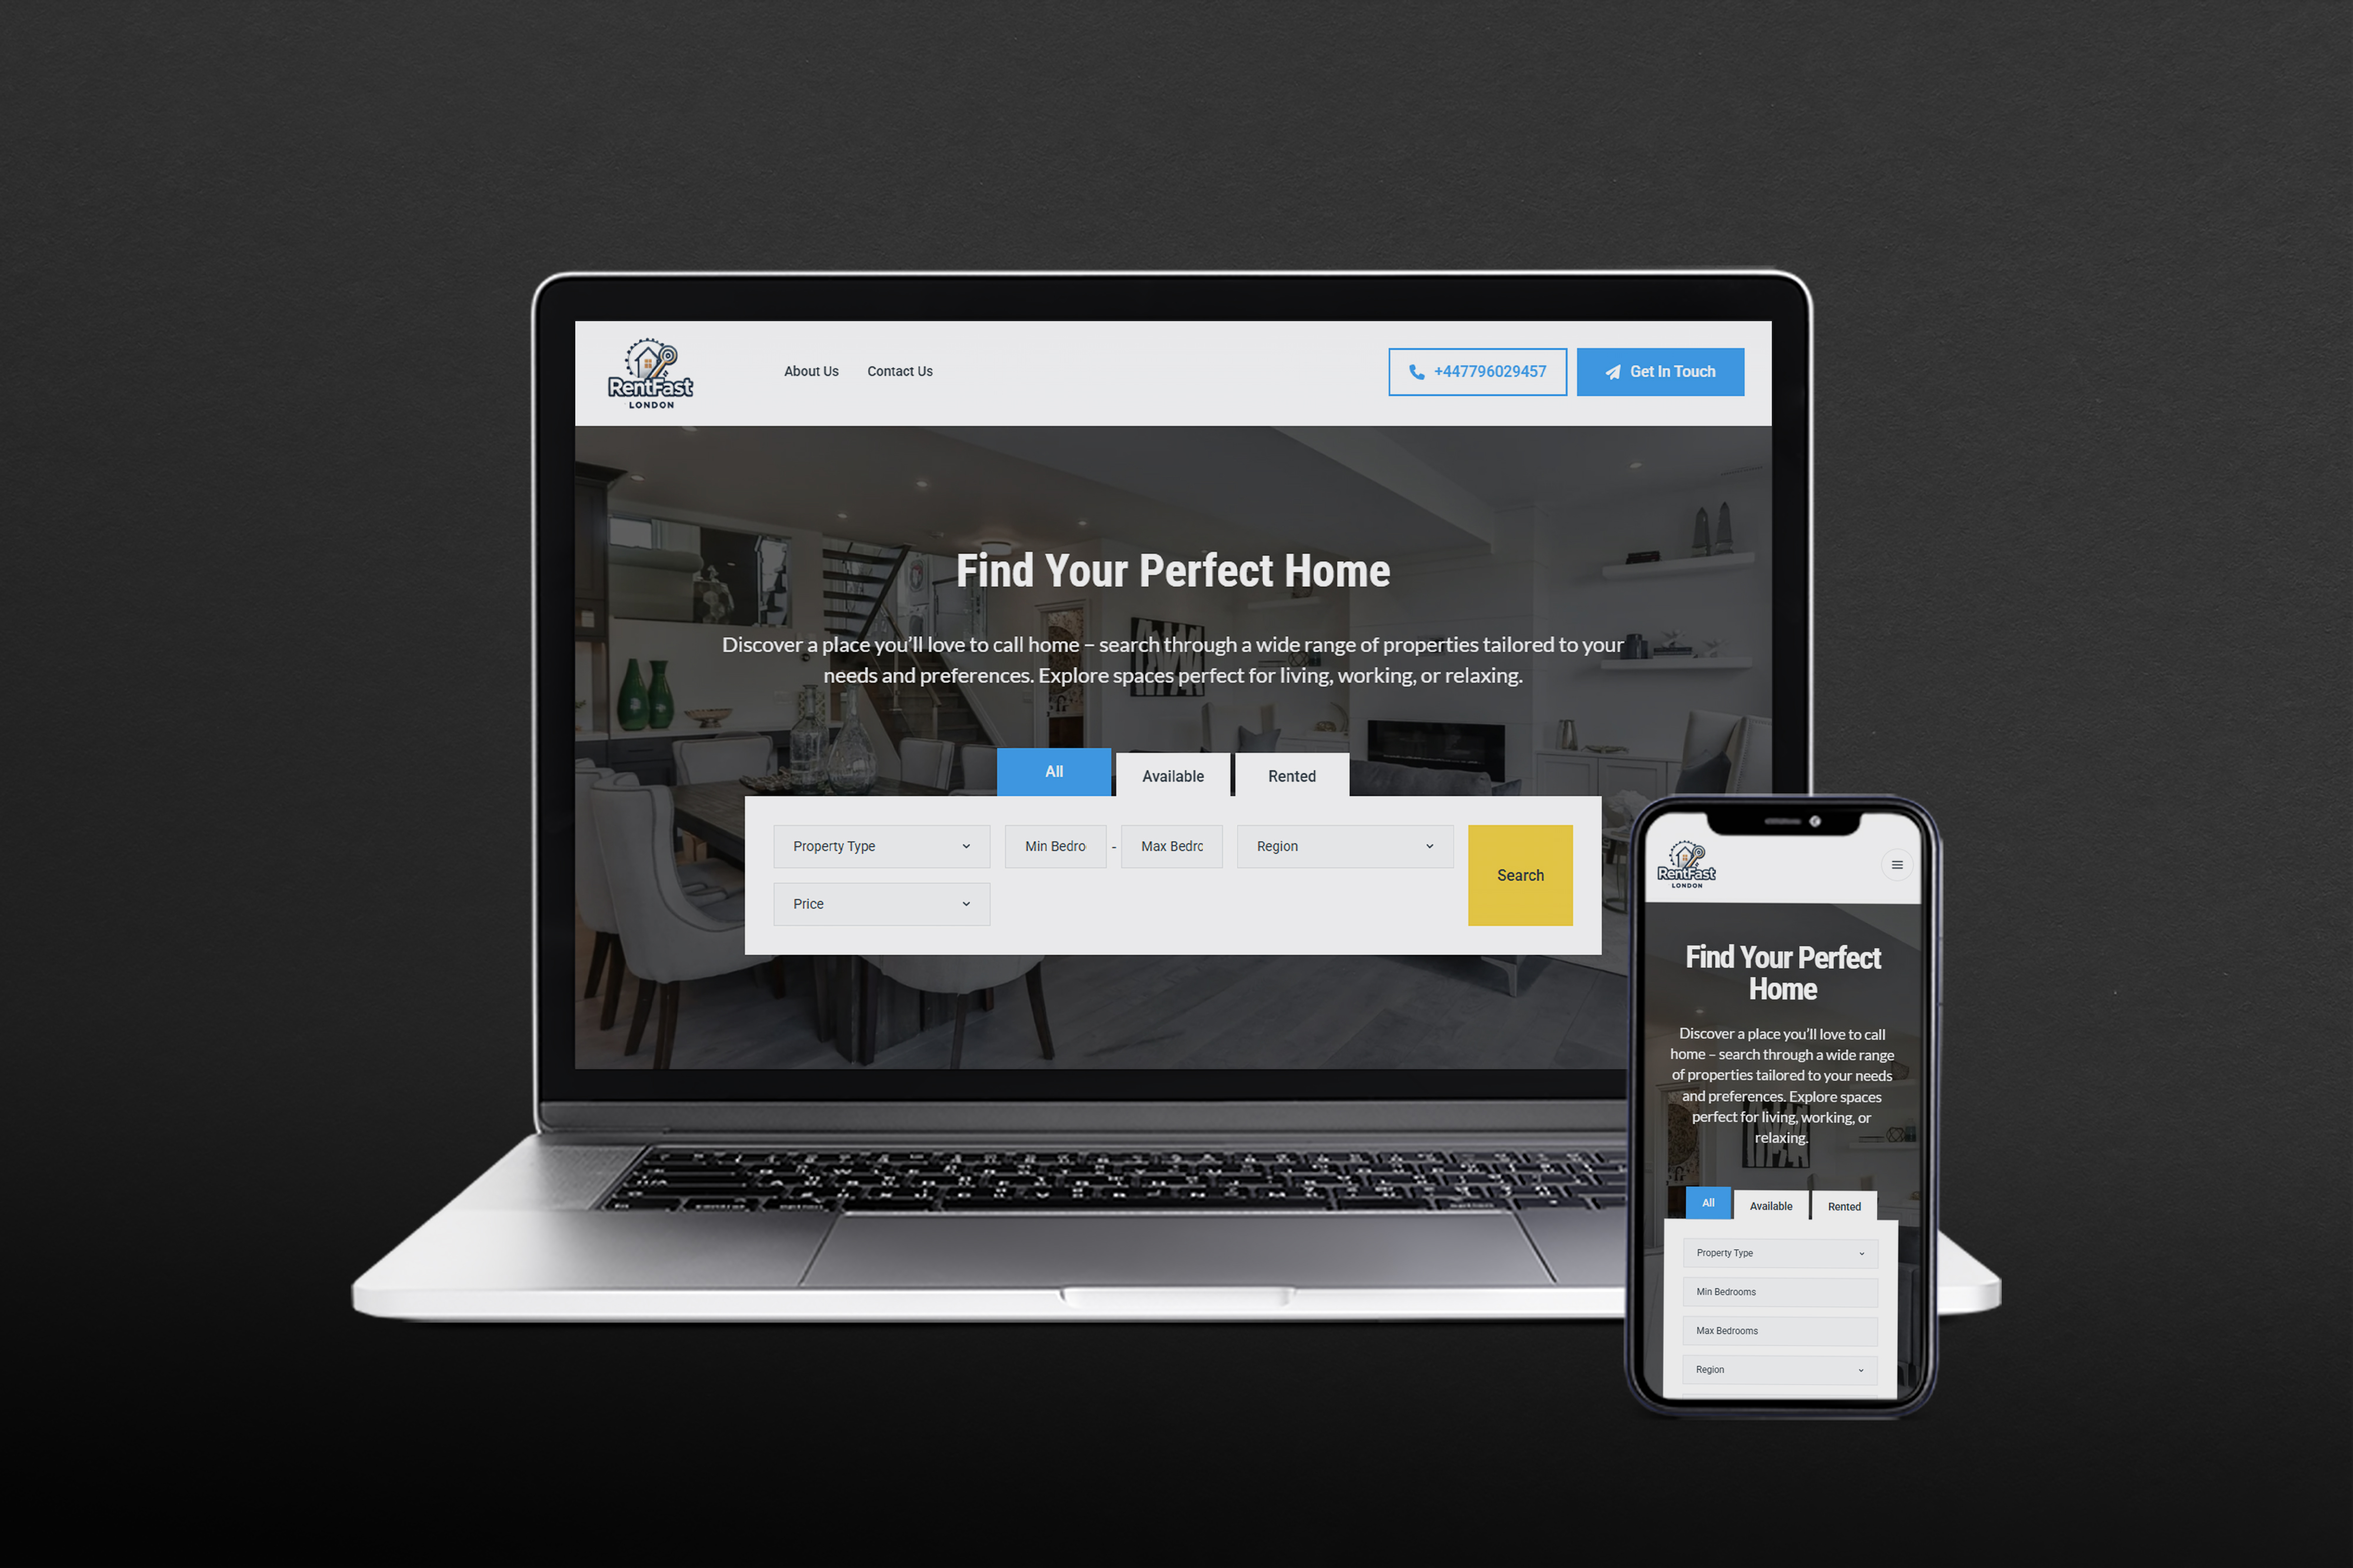 RentFast
LONDON
About Us
Contact Us
+447796029457
Get In Touch
Find Your Perfect Home
Discover a place you’ll love to call home – search through a wide range of properties tailored to your
needs and preferences. Explore spaces perfect for living, working, or relaxing.
All
Available
Rented
Property Type
Min Bedro
-
Max Bedrc
Region
Search
Price
RentFast
LONDON
Find Your Perfect
Home
Discover a place you’ll love to call
home – search through a wide range
of properties tailored to your needs
and preferences. Explore spaces
perfect for living, working, or
relaxing.
All
Available
Rented
Property Type
Min Bedrooms
Max Bedrooms
Region